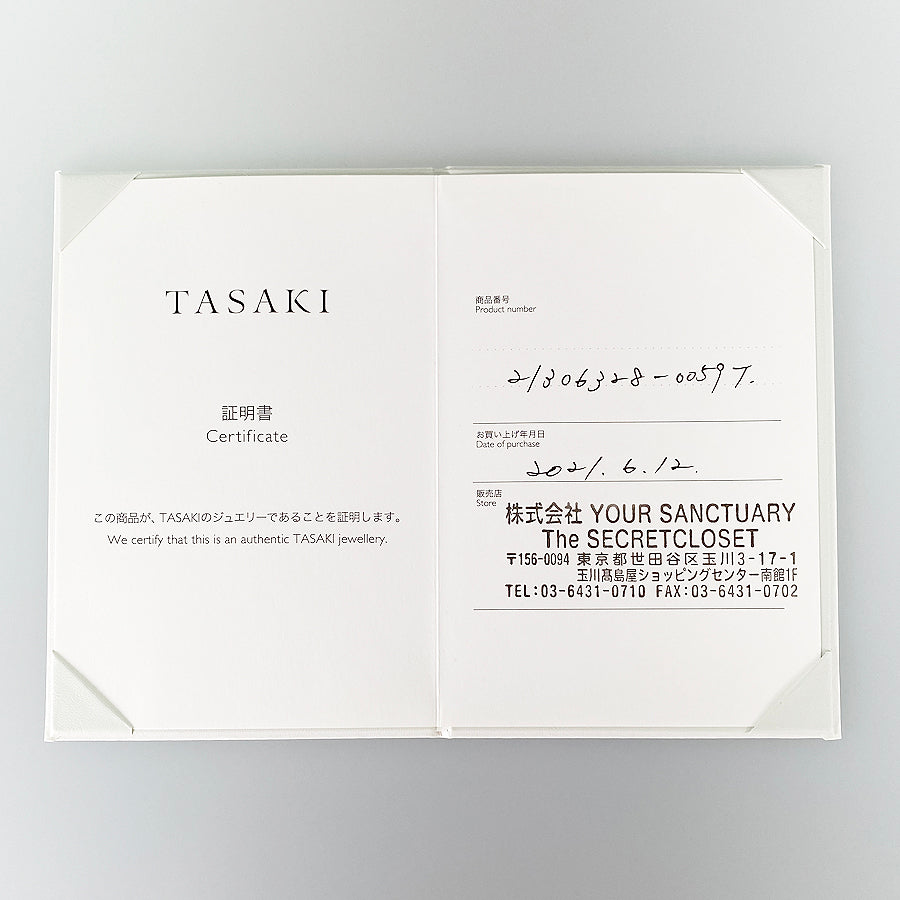 TASAKI
証明書
Certificate
この商品が、TASAKIのジュエリーであることを証明します。
We certify that this is an authentic TASAKI jewellery.
商品番号
Product number
21306328-00597.
お買い上げ年月日
Date of purchase
2021. 6. 12.
販売店
Store
株式会社 YOUR SANCTUARY
The SECRETCLOSET
〒156-0094 東京都世田谷区玉川3-17-1
玉川髙島屋ショッピングセンター南館1F
TEL:03-6431-0710 FAX:03-6431-0702